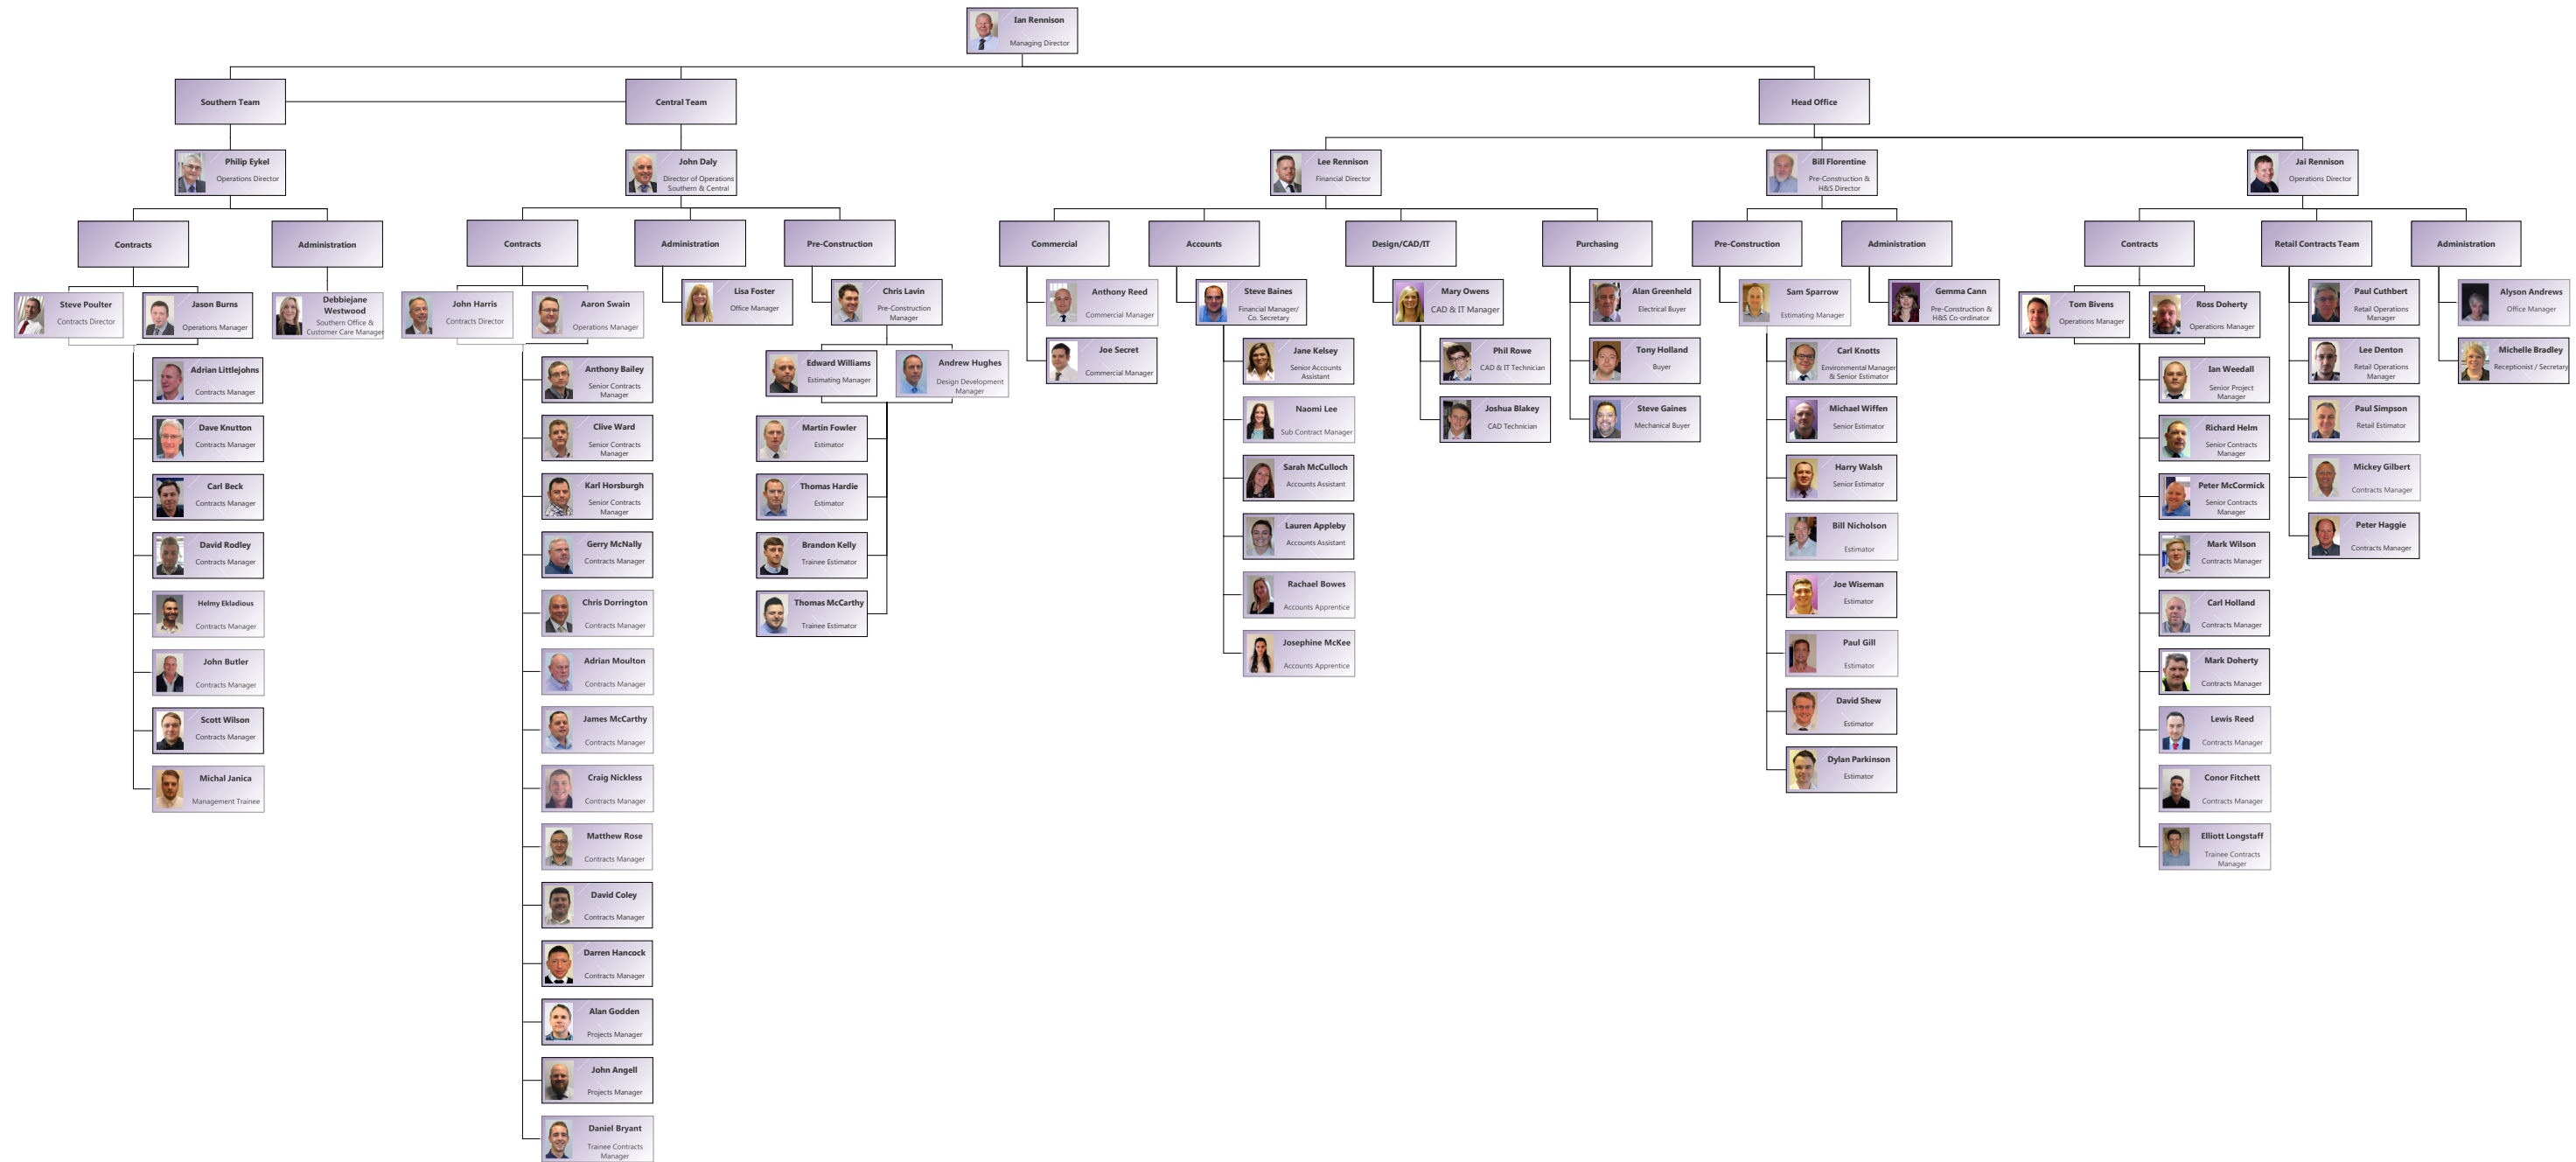 Ian Rennison
Managing Director
Southern Team
Central Team
Head Office
Philip Eykel
Operations Director
John Daly
Director of Operations
Southern & Central
Lee Rennison
Financial Director
Bill Florentine
Pre-Construction &
H&S Director
Jai Rennison
Operations Director
Contracts
Administration
Contracts
Administration
Pre-Construction
Commercial
Accounts
Design/CAD/IT
Purchasing
Pre-Construction
Administration
Contracts
Retail Contracts Team
Administration
Steve Poulter
Contracts Director
Jason Burns
Operations Manager
Adrian Littlejohns
Contracts Manager
Dave Knutton
Contracts Manager
Carl Beck
Contracts Manager
David Rodley
Contracts Manager
Helmy Ekladious
Contracts Manager
John Butler
Contracts Manager
Scott Wilson
Contracts Manager
Michal Janica
Management Trainee
Debbiejane
Westwood
Southern Office &
Customer Care Manager
John Harris
Contracts Director
Aaron Swain
Operations Manager
Anthony Bailey
Senior Contracts
Manager
Clive Ward
Senior Contracts
Manager
Karl Horsburgh
Senior Contracts
Manager
Gerry McNally
Contracts Manager
Chris Dorrington
Contracts Manager
Adrian Moulton
Contracts Manager
James McCarthy
Contracts Manager
Craig Nickless
Contracts Manager
Matthew Rose
Contracts Manager
David Coley
Contracts Manager
Darren Hancock
Contracts Manager
Alan Godden
Projects Manager
John Angell
Projects Manager
Daniel Bryant
Trainee Contracts
Manager
Lisa Foster
Office Manager
Chris Lavin
Pre-Construction
Manager
Edward Williams
Estimating Manager
Andrew Hughes
Design Development
Manager
Martin Fowler
Estimator
Thomas Hardie
Estimator
Brandon Kelly
Trainee Estimator
Thomas McCarthy
Trainee Estimator
Anthony Reed
Commercial Manager
Joe Secret
Commercial Manager
Steve Baines
Financial Manager/
Co. Secretary
Jane Kelsey
Senior Accounts
Assistant
Naomi Lee
Sub Contract Manager
Sarah McCulloch
Accounts Assistant
Lauren Appleby
Accounts Assistant
Rachael Bowes
Accounts Apprentice
Josephine McKee
Accounts Apprentice
Mary Owens
CAD & IT Manager
Phil Rowe
CAD & IT Technician
Joshua Blakey
CAD Technician
Alan Greenheld
Electrical Buyer
Tony Holland
Buyer
Steve Gaines
Mechanical Buyer
Sam Sparrow
Estimating Manager
Carl Knotts
Environmental Manager
& Senior Estimator
Michael Wiffen
Senior Estimator
Harry Walsh
Senior Estimator
Bill Nicholson
Estimator
Joe Wiseman
Estimator
Paul Gill
Estimator
David Shew
Estimator
Dylan Parkinson
Estimator
Gemma Cann
Pre-Construction &
H&S Co-ordinator
Tom Bivens
Operations Manager
Ross Doherty
Operations Manager
Ian Weedall
Senior Project
Manager
Richard Helm
Senior Contracts
Manager
Peter McCormick
Senior Contracts
Manager
Mark Wilson
Contracts Manager
Carl Holland
Contracts Manager
Mark Doherty
Contracts Manager
Lewis Reed
Contracts Manager
Conor Fitchett
Contracts Manager
Elliott Longstaff
Trainee Contracts
Manager
Paul Cuthbert
Retail Operations
Manager
Lee Denton
Retail Operations
Manager
Paul Simpson
Retail Estimator
Mickey Gilbert
Contracts Manager
Peter Haggie
Contracts Manager
Alyson Andrews
Office Manager
Michelle Bradley
Receptionist / Secretary